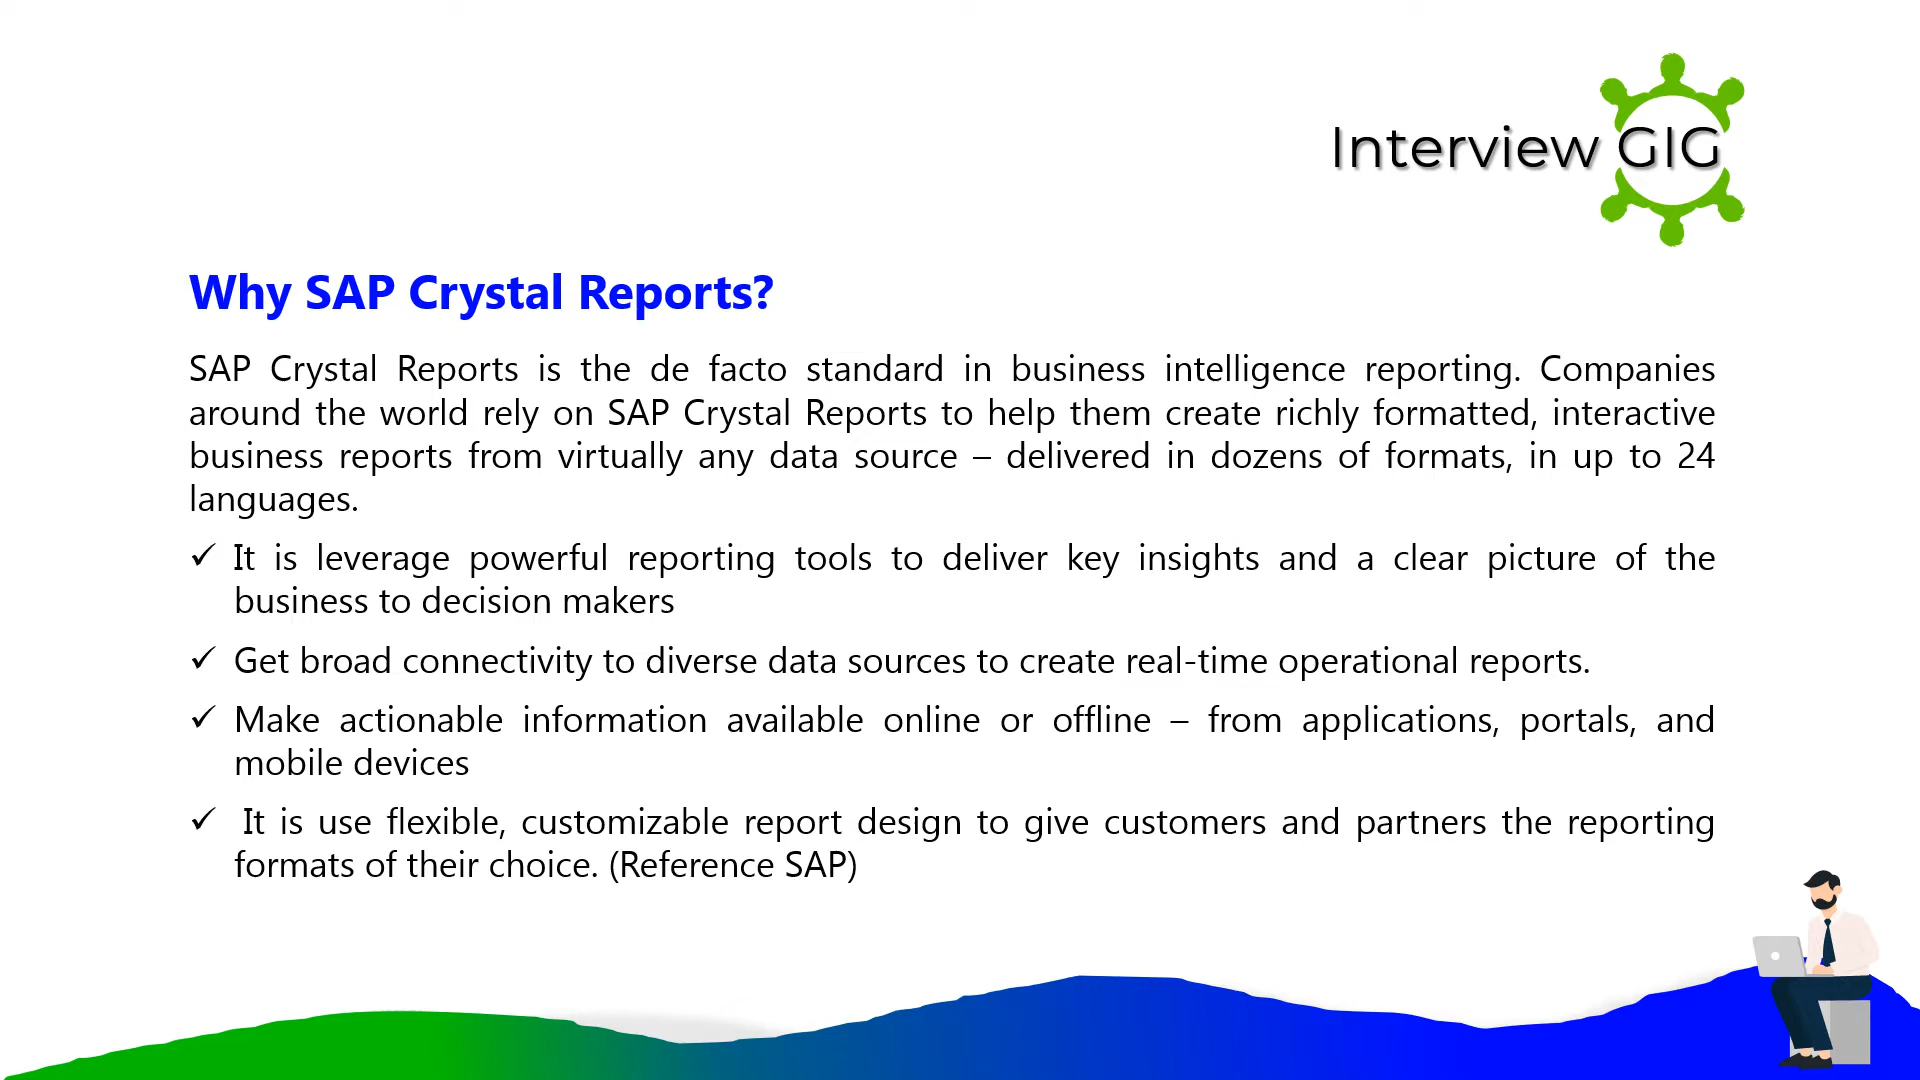 Interview GIG
Why SAP Crystal Reports?
SAP Crystal Reports is the de facto standard in business intelligence reporting. Companies
around the world rely on SAP Crystal Reports to help them create richly formatted, interactive
business reports from virtually any data source – delivered in dozens of formats, in up to 24
languages.
✓ It is leverage powerful reporting tools to deliver key insights and a clear picture of the
business to decision makers
✓ Get broad connectivity to diverse data sources to create real-time operational reports.
✓ Make actionable information available online or offline – from applications, portals, and
mobile devices
✓ It is use flexible, customizable report design to give customers and partners the reporting
formats of their choice. (Reference SAP)